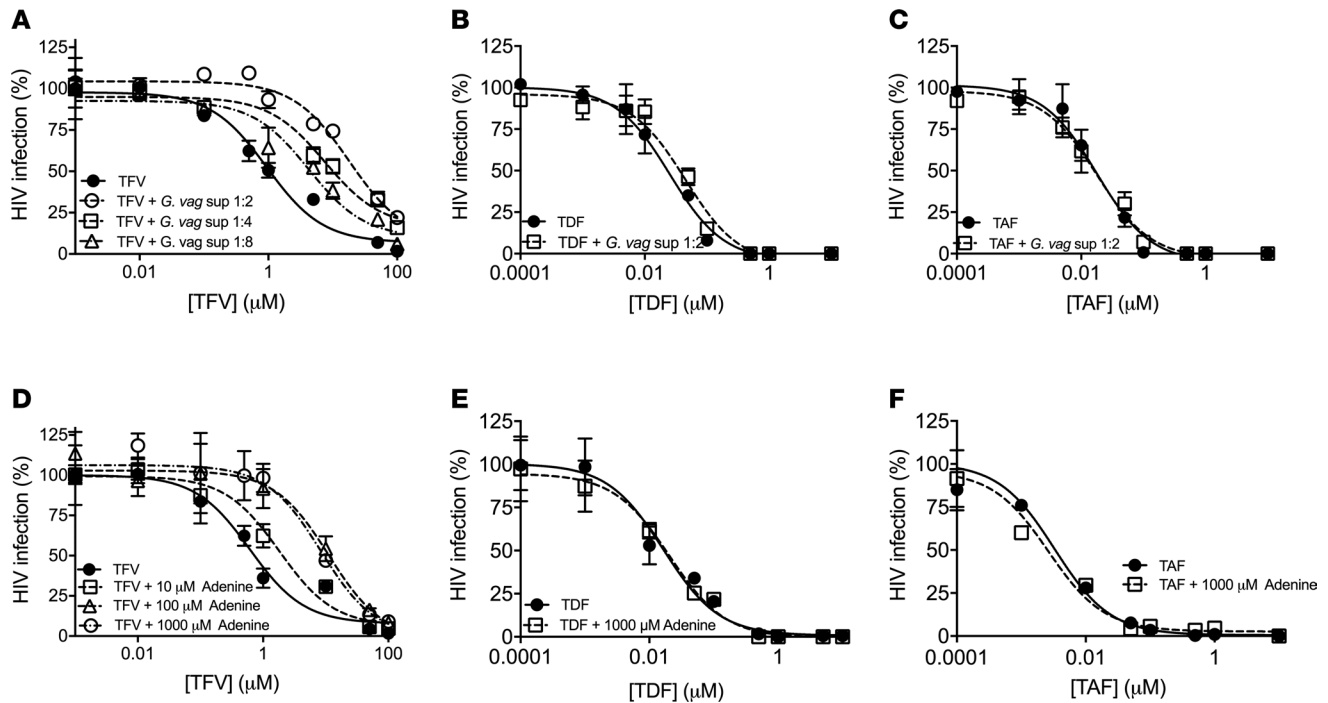 A
HIV infection (%)
125
100
75
50
25
0
0.01
1
100
[TFV] (μM)
TFV
TFV + G. vag sup 1:2
TFV + G. vag sup 1:4
TFV + G. vag sup 1:8
B
HIV infection (%)
125
100
75
50
25
0
0.0001
0.01
1
[TDF] (μM)
TDF
TDF + G. vag sup 1:2
C
HIV infection (%)
125
100
75
50
25
0
0.0001
0.01
1
[TAF] (μM)
TAF
TAF + G. vag sup 1:2
D
HIV infection (%)
125
100
75
50
25
0
0.01
1
100
[TFV] (μM)
TFV
TFV + 10 μM Adenine
TFV + 100 μM Adenine
TFV + 1000 μM Adenine
E
HIV infection (%)
125
100
75
50
25
0
0.0001
0.01
1
[TDF] (μM)
TDF
TDF + 1000 μM Adenine
F
HIV infection (%)
125
100
75
50
25
0
0.0001
0.01
1
[TAF] (μM)
TAF
TAF + 1000 μM Adenine